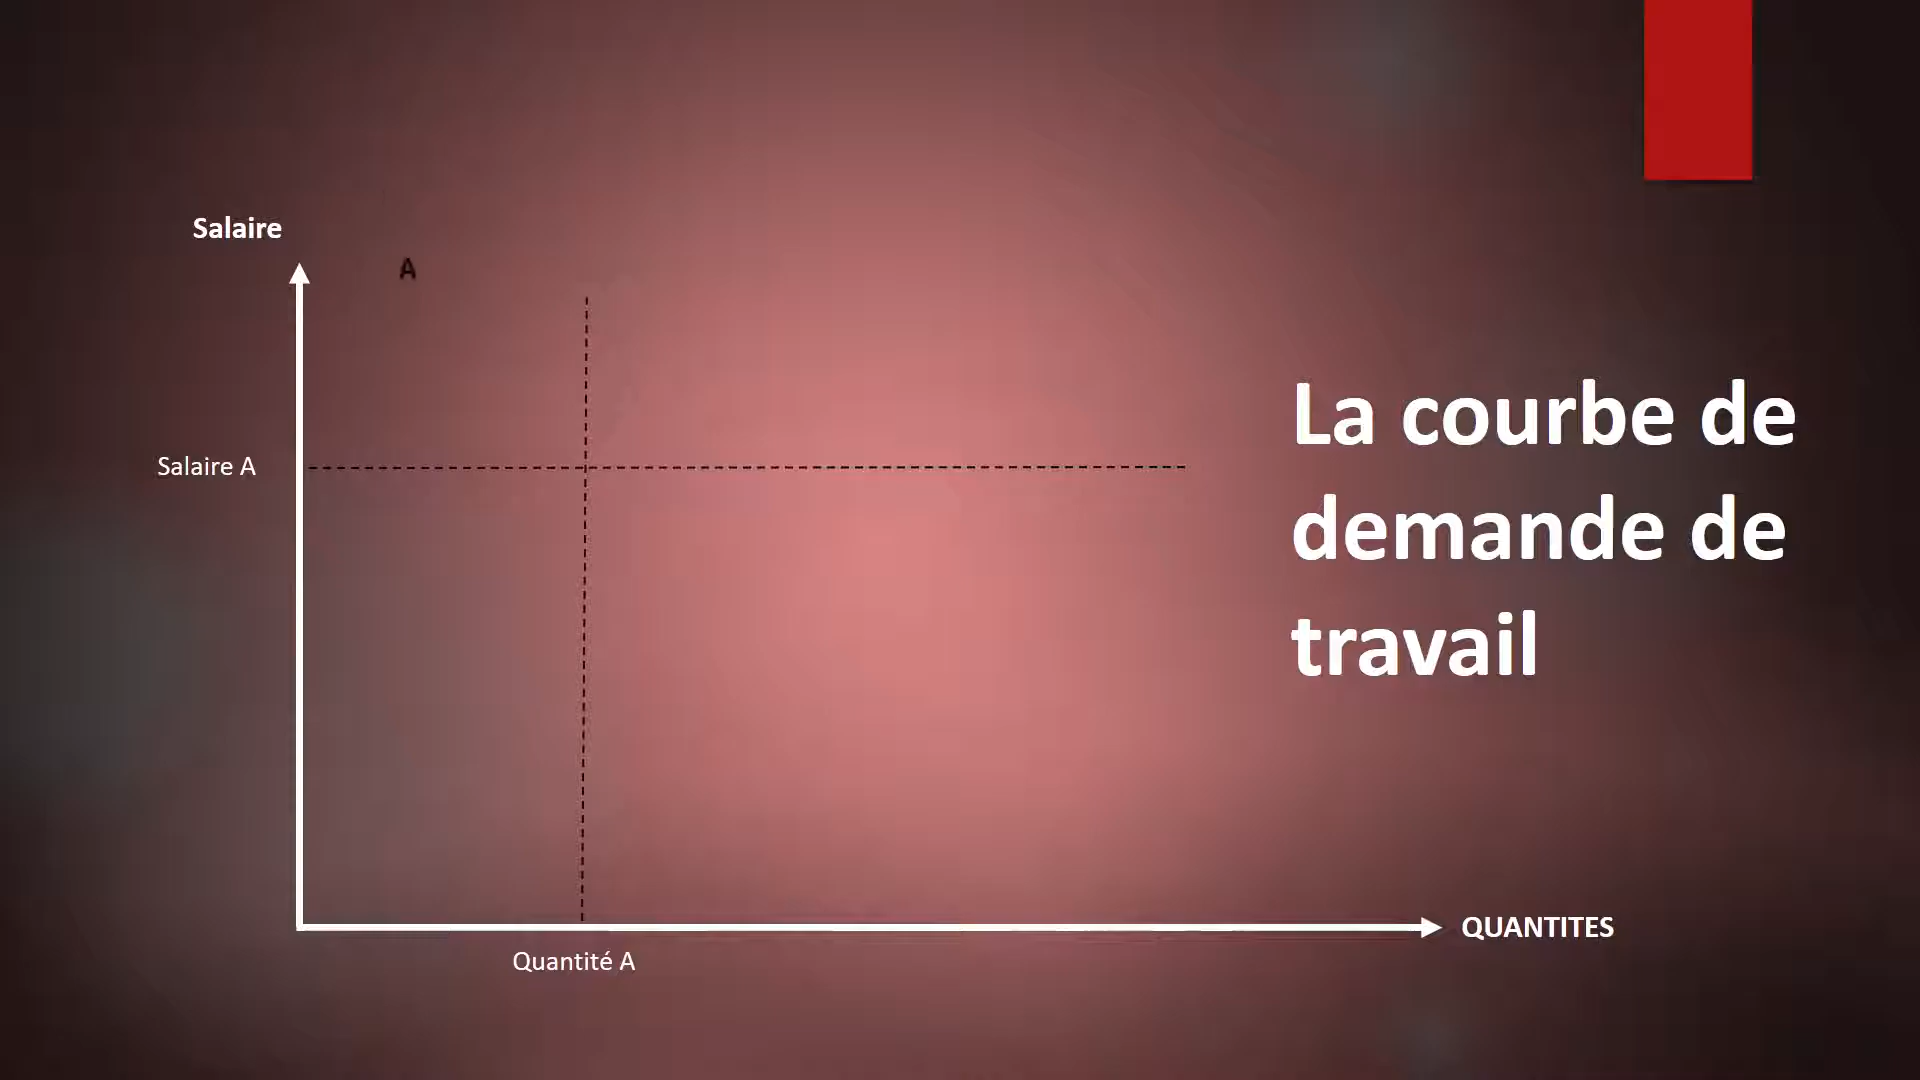 Salaire
A
Salaire A
La courbe de
demande de
travail
QUANTITES
Quantité A